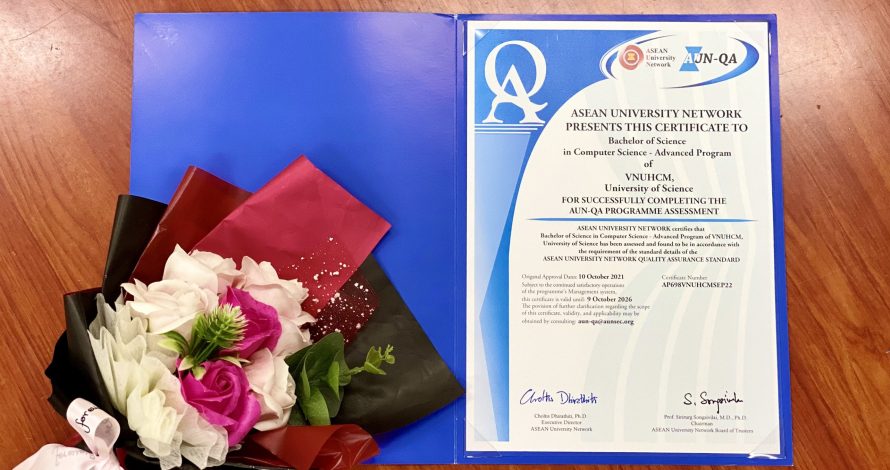 QA
ASEAN
University
Network
AUN-QA
ASEAN UNIVERSITY NETWORK
PRESENTS THIS CERTIFICATE TO
Bachelor of Science
in Computer Science - Advanced Program
of
VNUHCM,
University of Science
FOR SUCCESSFULLY COMPLETING THE
AUN-QA PROGRAMME ASSESSMENT
ASEAN UNIVERSITY NETWORK certifies that
Bachelor of Science in Computer Science - Advanced Program of VNUHCM,
University of Science has been assessed and found to be in accordance with
the requirement of the standard details of the
ASEAN UNIVERSITY NETWORK QUALITY ASSURANCE STANDARD
Original Approval Date: 10 October 2021
Subject to the continual satisfactory operations
of the programme's Management system,
this certificate is valid until: 9 October 2026
The provision of further clarification regarding the scope
of this certificate, validity, and applicability may be
obtained by consulting: aun-qa@aunsec.org
Certificate Number:
AP698VNUHCMSEP22
Choltis Dhirathiti, Ph.D.
Executive Director
ASEAN University Network
Prof. Sirirurg Songsivilai, M.D., Ph.D.
Chairman
ASEAN University Network Board of Trustees